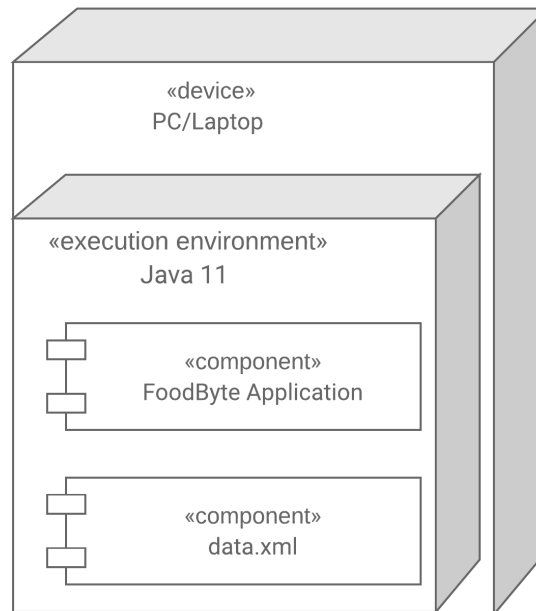 «device»
PC/Laptop
«execution environment»
Java 11
«component»
FoodByte Application
«component»
data.xml